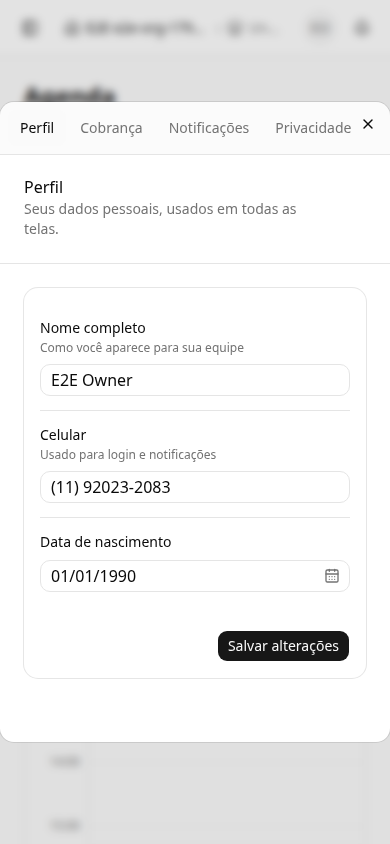 Agenda
Perfil Cobrança Notificações Privacidade
Perfil
Seus dados pessoais, usados em todas as
telas.
Nome completo
Como você aparece para sua equipe
E2E Owner
Celular
Usado para login e notificações
(11) 92023-2083
Data de nascimento
01/01/1990
Salvar alterações